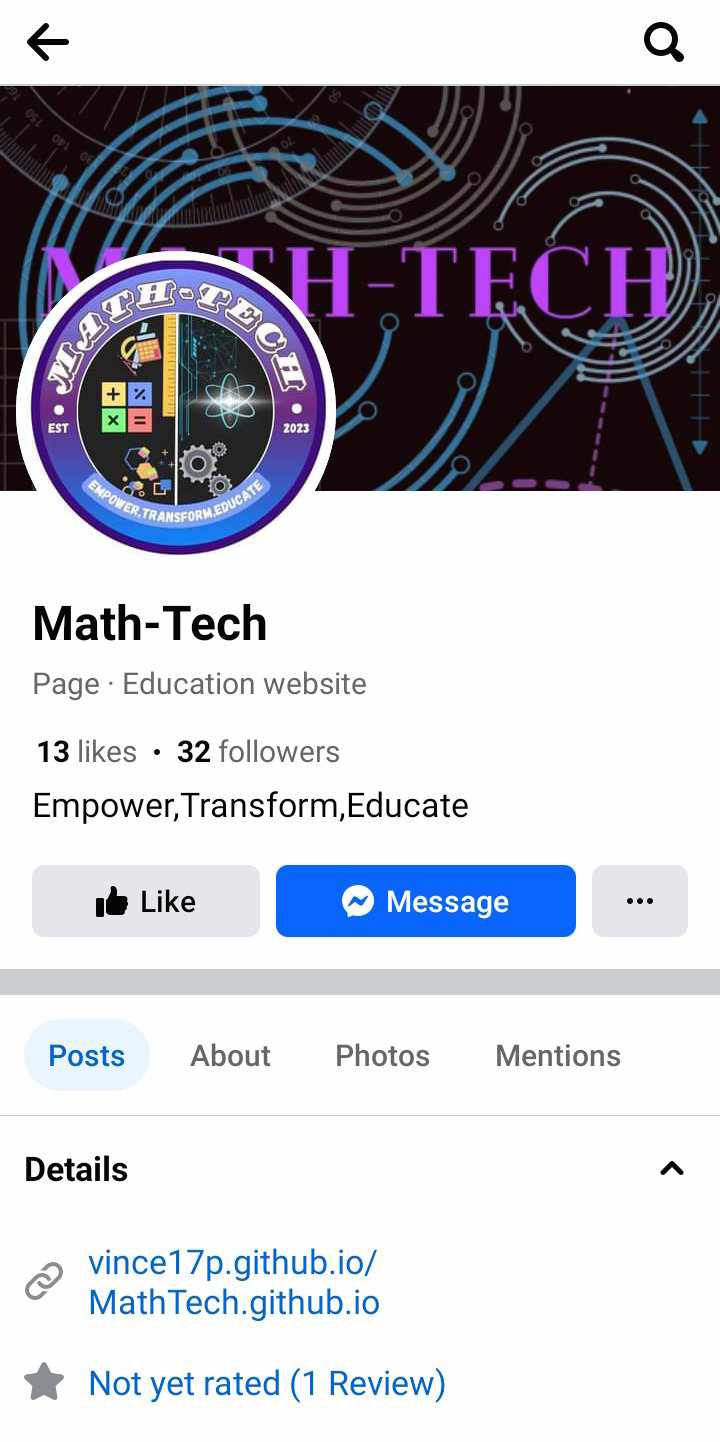 MATH-TECH
MATH-TECH
EST
2023
EMPOWER,TRANSFORM,EDUCATE
Math-Tech
Page · Education website
13 likes • 32 followers
Empower,Transform,Educate
Like
Message
Posts
About
Photos
Mentions
Details
vince17p.github.io/
MathTech.github.io
Not yet rated (1 Review)